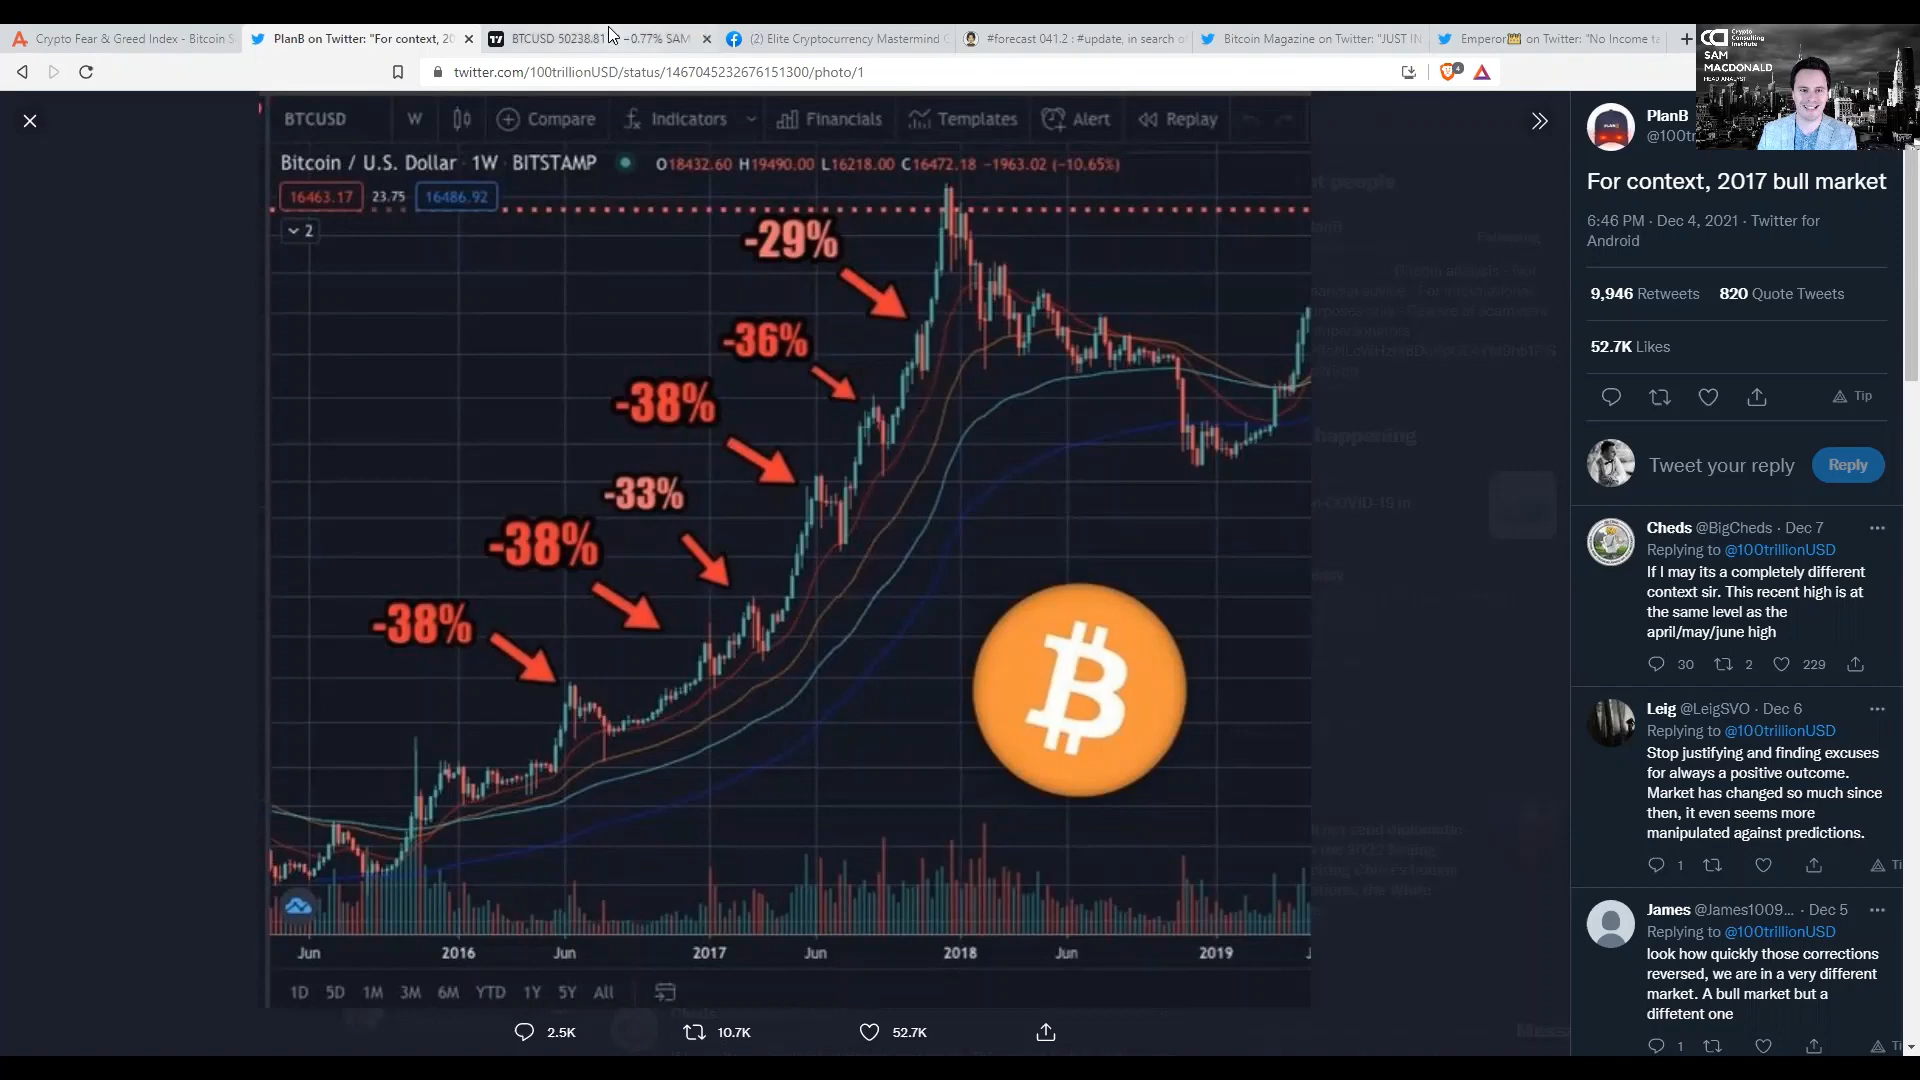 Crypto Fear & Greed Index - Bitcoin S
PlanB on Twitter: "For context, 20
BTCUSD 50238.81 −0.77% SAM
(2) Elite Cryptocurrency Mastermind G
#forecast 041.2 : #update, in search of
Bitcoin Magazine on Twitter: "JUST IN
Emperor👑 on Twitter: "No Income ta
twitter.com/100trillionUSD/status/1467045232676151300/photo/1
4
Crypto
Consulting
Institute
SAM
MACDONALD
HEAD ANALYST
BTCUSD
W
Compare
Indicators
Financials
Templates
Alert
Replay
Bitcoin / U.S. Dollar 1W BITSTAMP
O18432.60 H19490.00 L16218.00 C16472.18 −1963.02 (−10.65%)
16463.17
23.75
16486.92
2
-29%
-36%
-38%
-33%
-38%
-38%
Jun
2016
Jun
2017
Jun
2018
Jun
2019
1D
5D
1M
3M
6M
YTD
1Y
5Y
All
2.5K
10.7K
52.7K
PlanB
@100tr
For context, 2017 bull market
6:46 PM · Dec 4, 2021 · Twitter for
Android
9,946 Retweets
820 Quote Tweets
52.7K Likes
Tip
Tweet your reply
Reply
Cheds @BigCheds · Dec 7
Replying to @100trillionUSD
If I may its a completely different
context sir. This recent high is at
the same level as the
april/may/june high
30
2
229
Leig @LeigSVO · Dec 6
Replying to @100trillionUSD
Stop justifying and finding excuses
for always a positive outcome.
Market has changed so much since
then, it even seems more
manipulated against predictions.
1
Ti
James @James1009... · Dec 5
Replying to @100trillionUSD
look how quickly those corrections
reversed, we are in a very different
market. A bull market but a
diffetent one
1
Ti